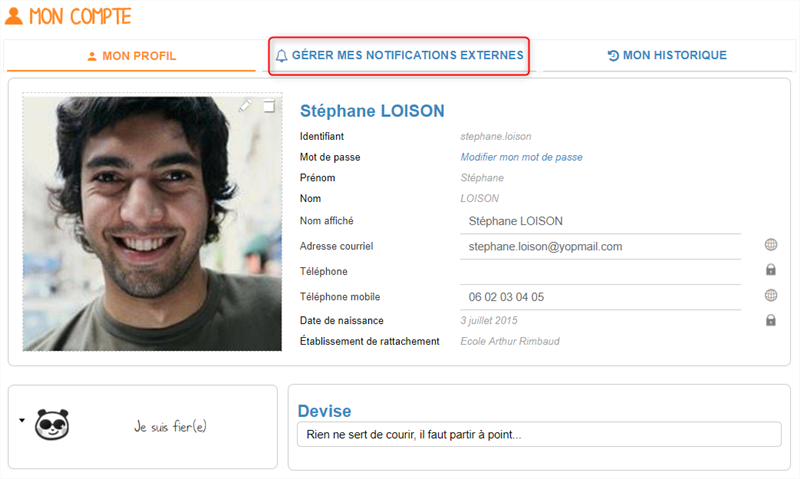 MON COMPTE
MON PROFIL
GÉRER MES NOTIFICATIONS EXTERNES
MON HISTORIQUE
Stéphane LOISON
Identifiant stephane.loison
Mot de passe Modifier mon mot de passe
Prénom Stéphane
Nom LOISON
Nom affiché Stéphane LOISON
Adresse courriel stephane.loison@yopmail.com
Téléphone
Téléphone mobile 06 02 03 04 05
Date de naissance 3 juillet 2015
Établissement de rattachement Ecole Arthur Rimbaud
Je suis fier(e)
Devise
Rien ne sert de courir, il faut partir à point...